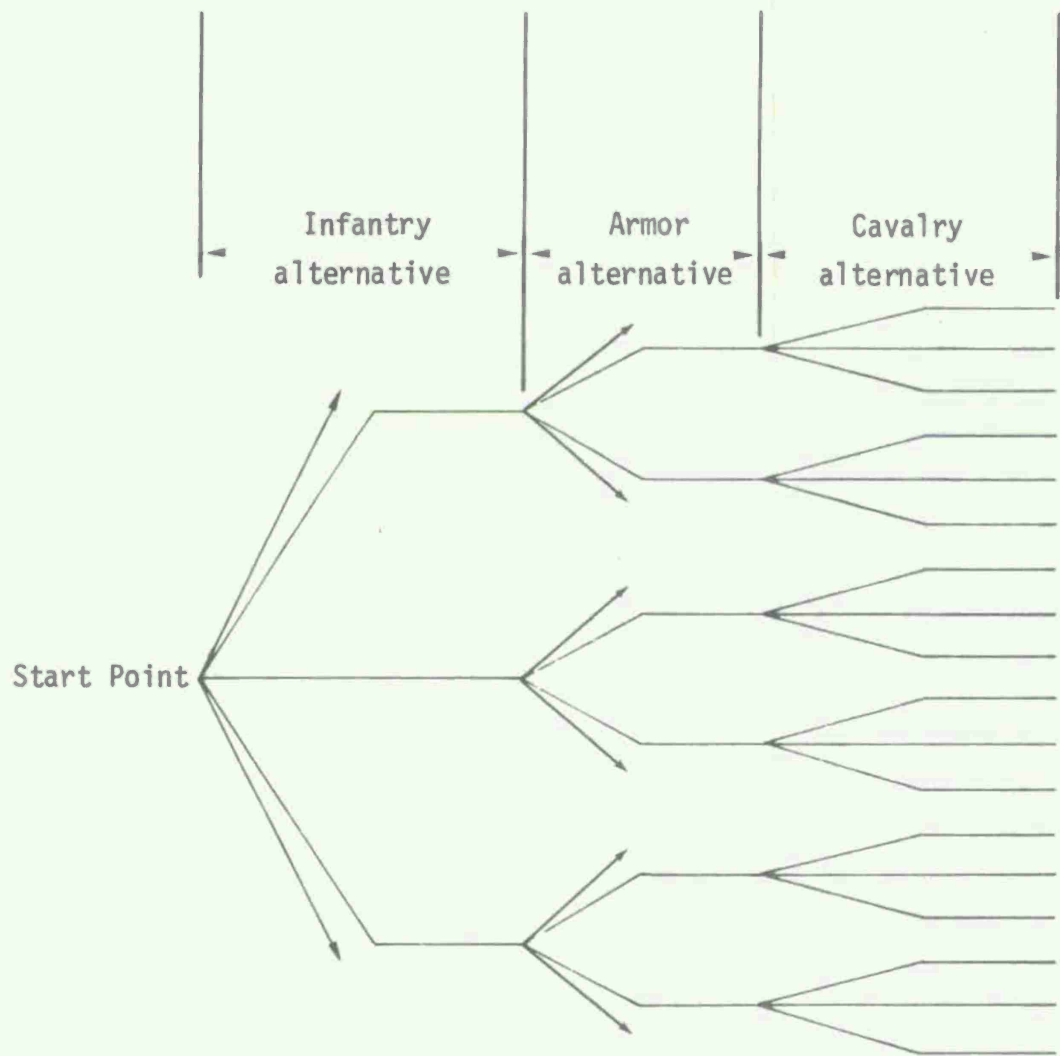 Infantry
alternative
Armor
alternative
Cavalry
alternative
Start Point